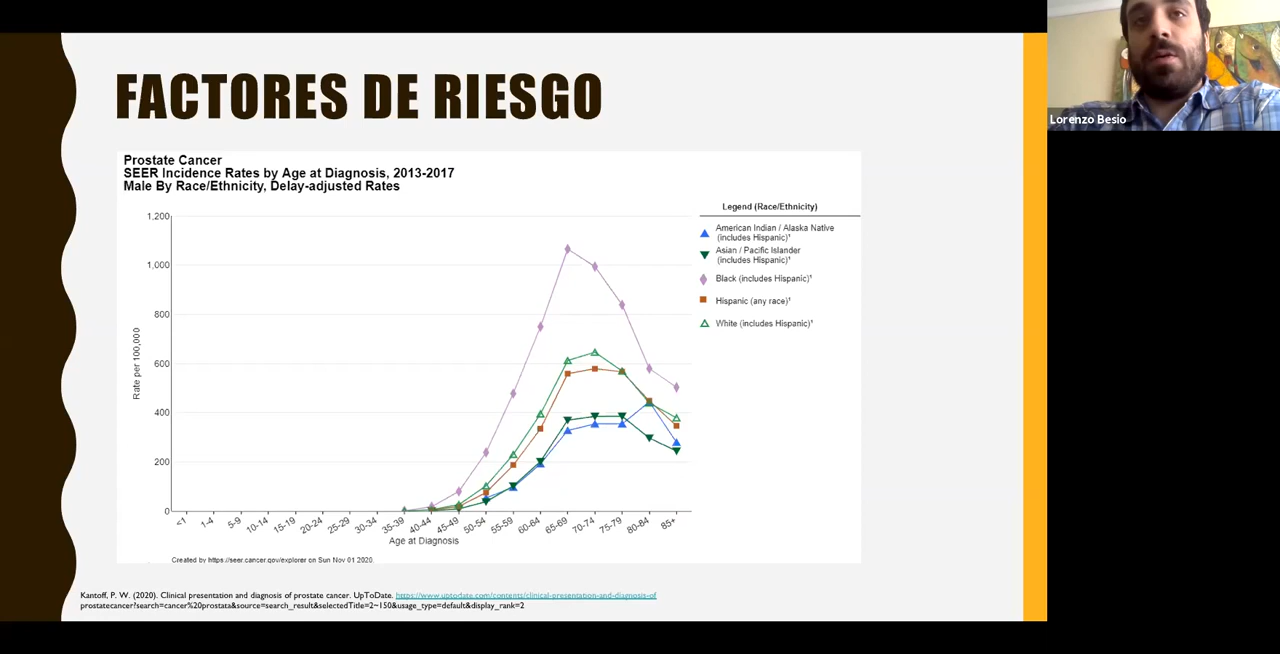 FACTORES DE RIESGO
Lorenzo Besio
Prostate Cancer
SEER Incidence Rates by Age at Diagnosis, 2013-2017
Male By Race/Ethnicity, Delay-adjusted Rates
Legend (Race/Ethnicity)
American Indian / Alaska Native
(includes Hispanic)¹
Asian / Pacific Islander
(includes Hispanic)¹
Black (includes Hispanic)¹
Hispanic (any race)¹
White (includes Hispanic)¹
Rate per 100,000
1,200
1,000
800
600
400
200
0
<1 1-4 5-9 10-14 15-19 20-24 25-29 30-34 35-39 40-44 45-49 50-54 55-59 60-64 65-69 70-74 75-79 80-84 85+
Age at Diagnosis
Created by https://seer.cancer.gov/explorer on Sun Nov 01 2020.
Kantoff, P. W. (2020). Clinical presentation and diagnosis of prostate cancer. UpToDate. https://www.uptodate.com/contents/clinical-presentation-and-diagnosis-of
prostatecancer?search=cancer%20prostata&source=search_result&selectedTitle=2~150&usage_type=default&display_rank=2